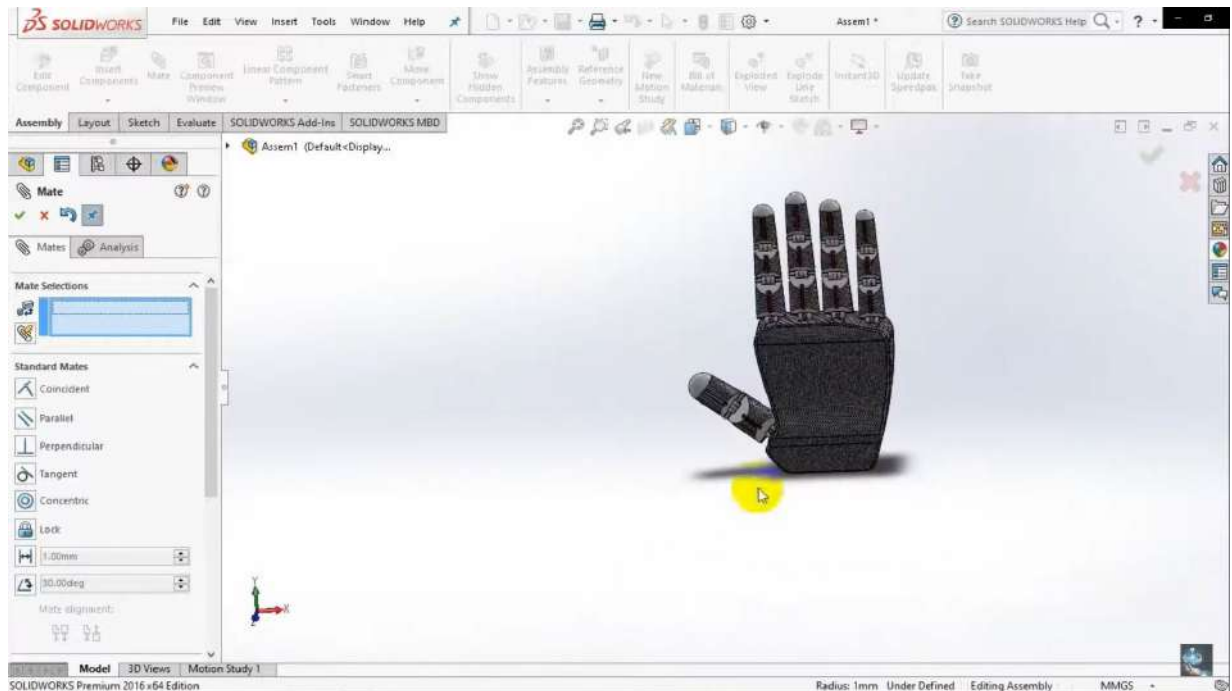 SOLIDWORKS File Edit View Insert Tools Window Help Assem1 * Search SOLIDWORKS Help ?
Edit Component
Insert Components
Mate
Component Preview Window
Linear Component Pattern
Smart Fasteners
Move Component
Show Hidden Components
Assembly Features
Reference Geometry
New Motion Study
Bill of Materials
Exploded View
Explode Line Sketch
Instant3D
Update Speedpak
Take Snapshot
Assembly Layout Sketch Evaluate SOLIDWORKS Add-Ins SOLIDWORKS MBD
Assem1 (Default<Display...
Mate
Mates Analysis
Mate Selections
Standard Mates
Coincident
Parallel
Perpendicular
Tangent
Concentric
Lock
1.00mm
30.00deg
Mate alignment:
Y
X
Z
Model 3D Views Motion Study 1
SOLIDWORKS Premium 2016 x64 Edition Radius: 1mm Under Defined Editing Assembly MMGS